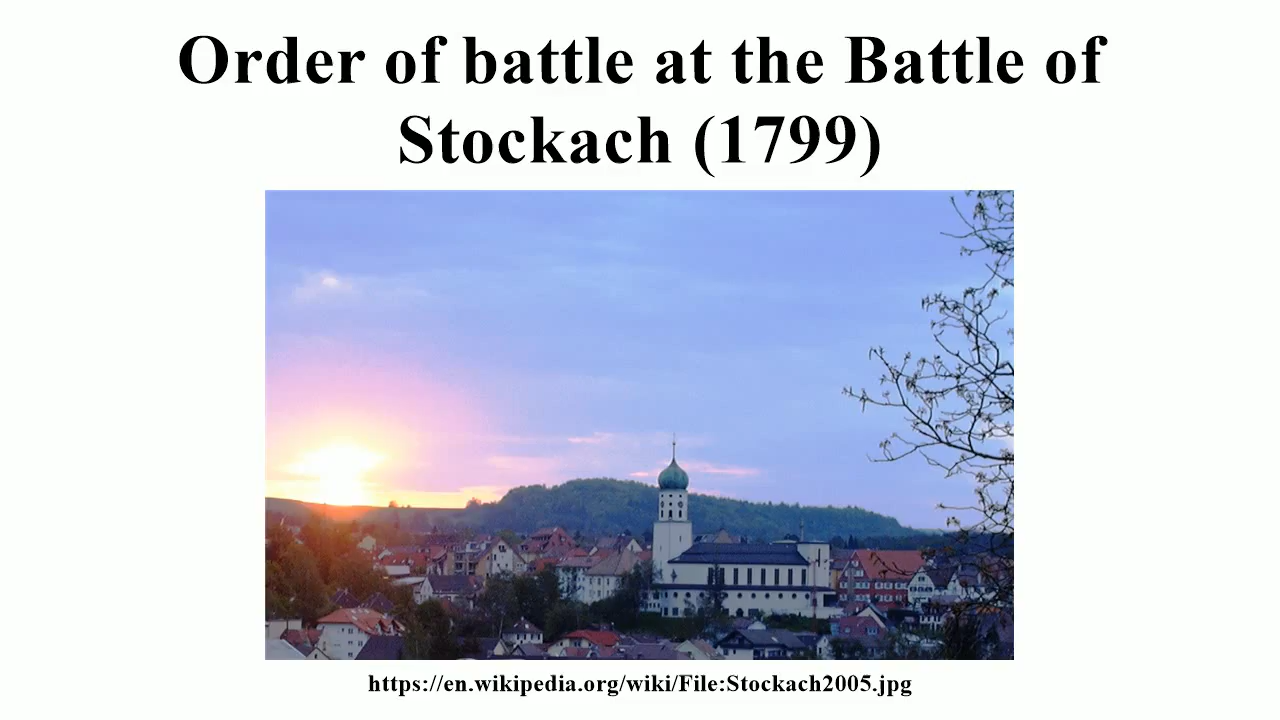 Order of battle at the Battle of
Stockach (1799)
https://en.wikipedia.org/wiki/File:Stockach2005.jpg